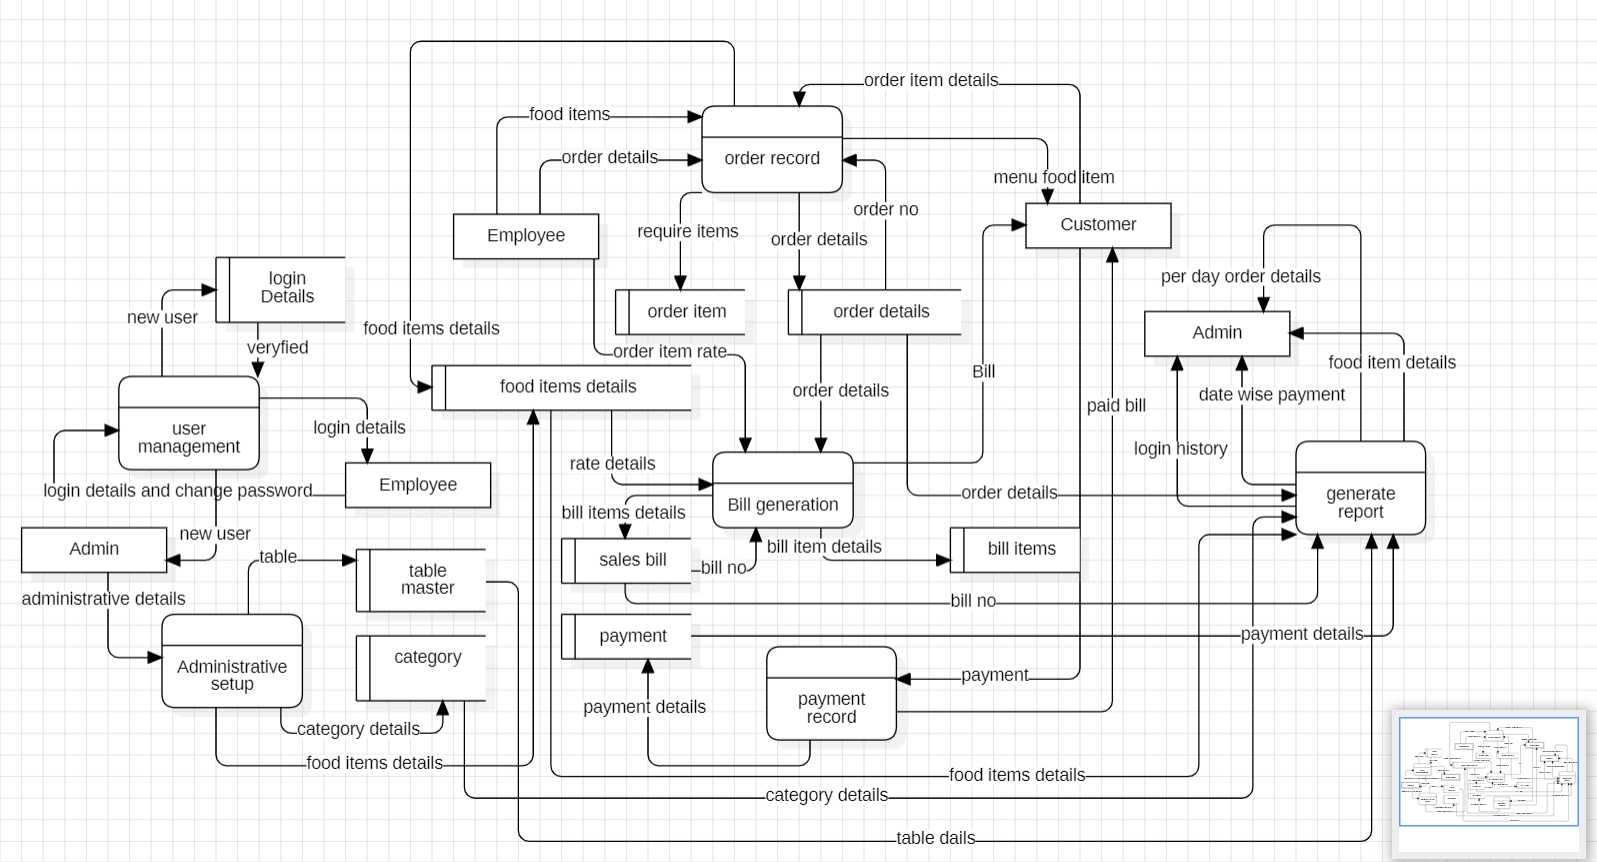 order item details
food items
order details
order record
menu food item
order no
Customer
require items
Employee
order details
per day order details
login
Details
order item
order details
new user
food items details
Admin
veryfied
order item rate
food item details
Bill
food items details
order details
date wise payment
paid bill
login details
user
management
login history
rate details
Employee
login details and change password
order details
generate
report
Bill generation
bill items details
new user
Admin
table
bill item details
bill items
sales bill
bill no
table
master
administrative details
bill no
payment
payment details
category
Administrative
setup
payment
payment
record
payment details
category details
food items details
food items details
category details
table dails